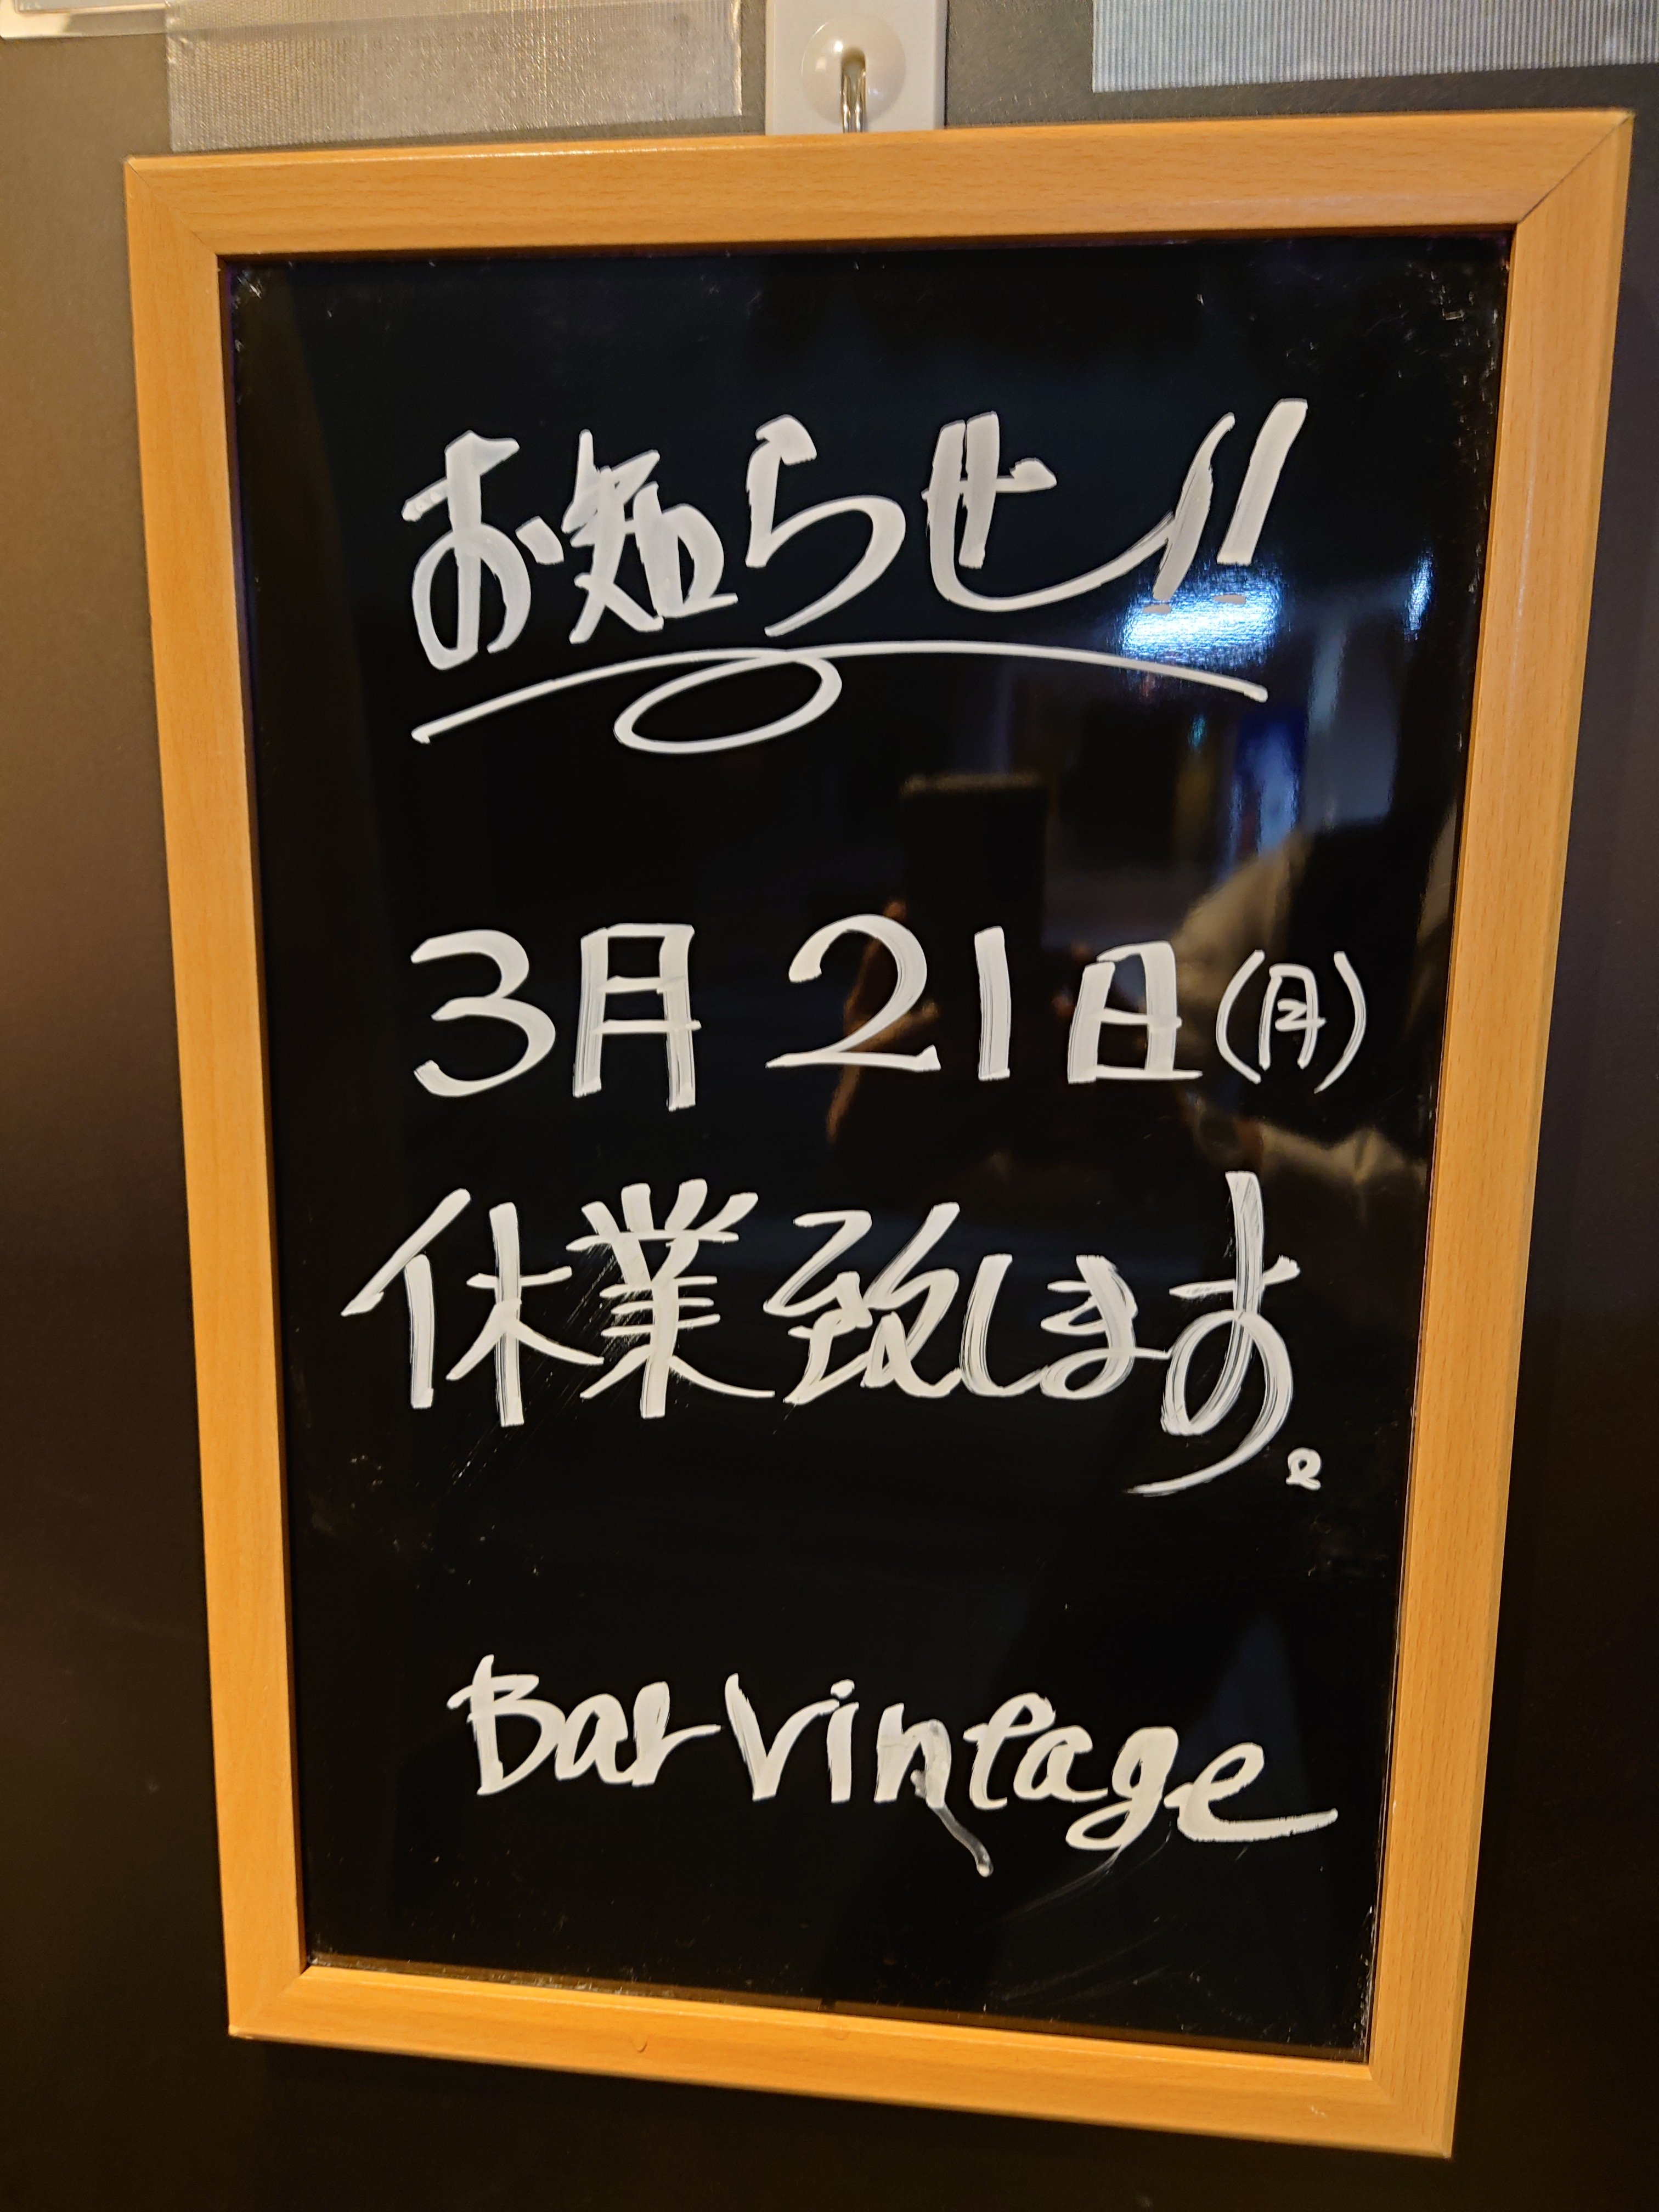 お知らせ!!
3月21日(月)
休業致します。
Bar Vintage